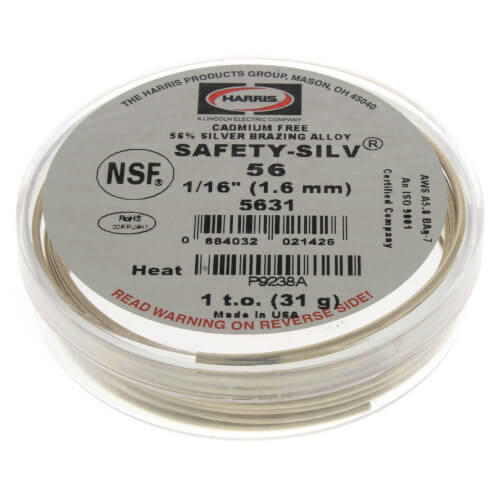 THE HARRIS PRODUCTS GROUP, MASON, OH 45040
HARRIS
A LINCOLN ELECTRIC COMPANY
CADMIUM FREE
56% SILVER BRAZING ALLOY
SAFETY-SILV®
56
1/16" (1.6 mm)
5631
NSF®
RoHS
COMPLIANT
AWS A5.8 BAg-7
An ISO 9001
Certified Company
0 684032 021426
Heat
P9238A
1 t.o. (31 g)
Made in USA
READ WARNING ON REVERSE SIDE!